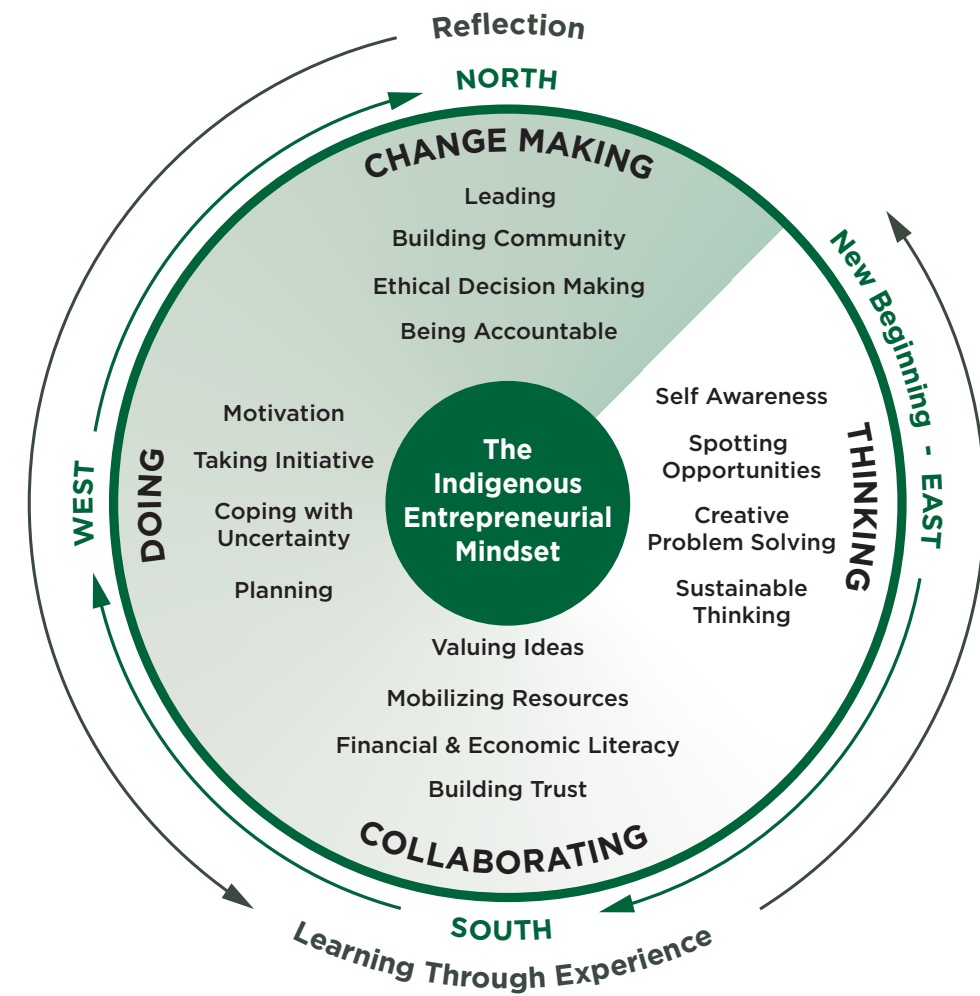 Reflection
NORTH
CHANGE MAKING
Leading
Building Community
Ethical Decision Making
Being Accountable
New Beginning - EAST
THINKING
Self Awareness
Spotting
Opportunities
Creative
Problem Solving
Sustainable
Thinking
The
Indigenous
Entrepreneurial
Mindset
WEST
DOING
Motivation
Taking Initiative
Coping with
Uncertainty
Planning
Valuing Ideas
Mobilizing Resources
Financial & Economic Literacy
Building Trust
COLLABORATING
SOUTH
Learning Through Experience